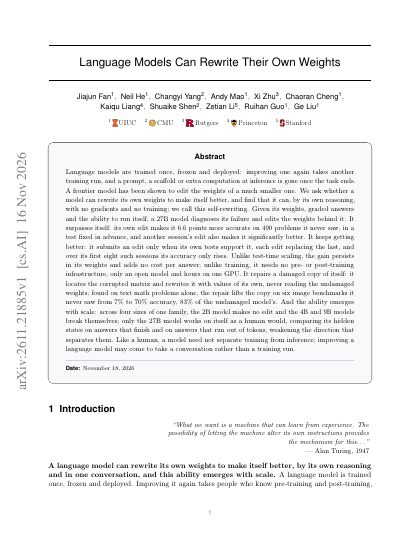 Language Models Can Rewrite Their Own Weights
Jiajun Fan¹, Neil He¹, Changyi Yang², Andy Mao¹, Xi Zhu³, Chaoran Cheng¹,
Kaiqu Liang⁴, Shuaike Shen², Zetian Li⁵, Ruihan Guo¹, Ge Liu¹
¹ UIUC ² CMU ³ Rutgers ⁴ Princeton ⁵ Stanford
Abstract
Language models are trained once, frozen and deployed: improving one again takes another
training run, and a prompt, a scaffold or extra computation at inference is gone once the task ends.
A frontier model has been shown to edit the weights of a much smaller one. We ask whether a
model can rewrite its own weights to make itself better, and find that it can, by its own reasoning,
with no gradients and no training; we call this self-rewriting. Given its weights, graded answers
and the ability to run itself, a 27B model diagnoses its failure and edits the weights behind it. It
surpasses itself: its own edit makes it 6.6 points more accurate on 490 problems it never saw, in a
test fixed in advance, and another session's edit also makes it significantly better. It keeps getting
better: it submits an edit only when its own tests support it, each edit replacing the last, and
over its first eight such sessions its accuracy only rises. Unlike test-time scaling, the gain persists
in its weights and adds no cost per answer; unlike training, it needs no pre- or post-training
infrastructure, only an open model and hours on one GPU. It repairs a damaged copy of itself: it
locates the corrupted matrix and rewrites it with values of its own, never reading the undamaged
weights; found on text math problems alone, the repair lifts the copy on six image benchmarks it
never saw from 7% to 70% accuracy, 83% of the undamaged model's. And the ability emerges
with scale: across four sizes of one family, the 2B model makes no edit and the 4B and 9B models
break themselves; only the 27B model works on itself as a human would, comparing its hidden
states on answers that finish and on answers that run out of tokens, weakening the direction that
separates them. Like a human, a model need not separate training from inference; improving a
language model may come to take a conversation rather than a training run.
Date: November 18, 2026
arXiv:2611.21885v1 [cs.AI] 16 Nov 2026
1 Introduction
"What we want is a machine that can learn from experience. The
possibility of letting the machine alter its own instructions provides
the mechanism for this. . . "
— Alan Turing, 1947
A language model can rewrite its own weights to make itself better, by its own reasoning
and in one conversation, and this ability emerges with scale. A language model is trained
once, frozen and deployed. Improving it again takes people who know pre-training and post-training,
1